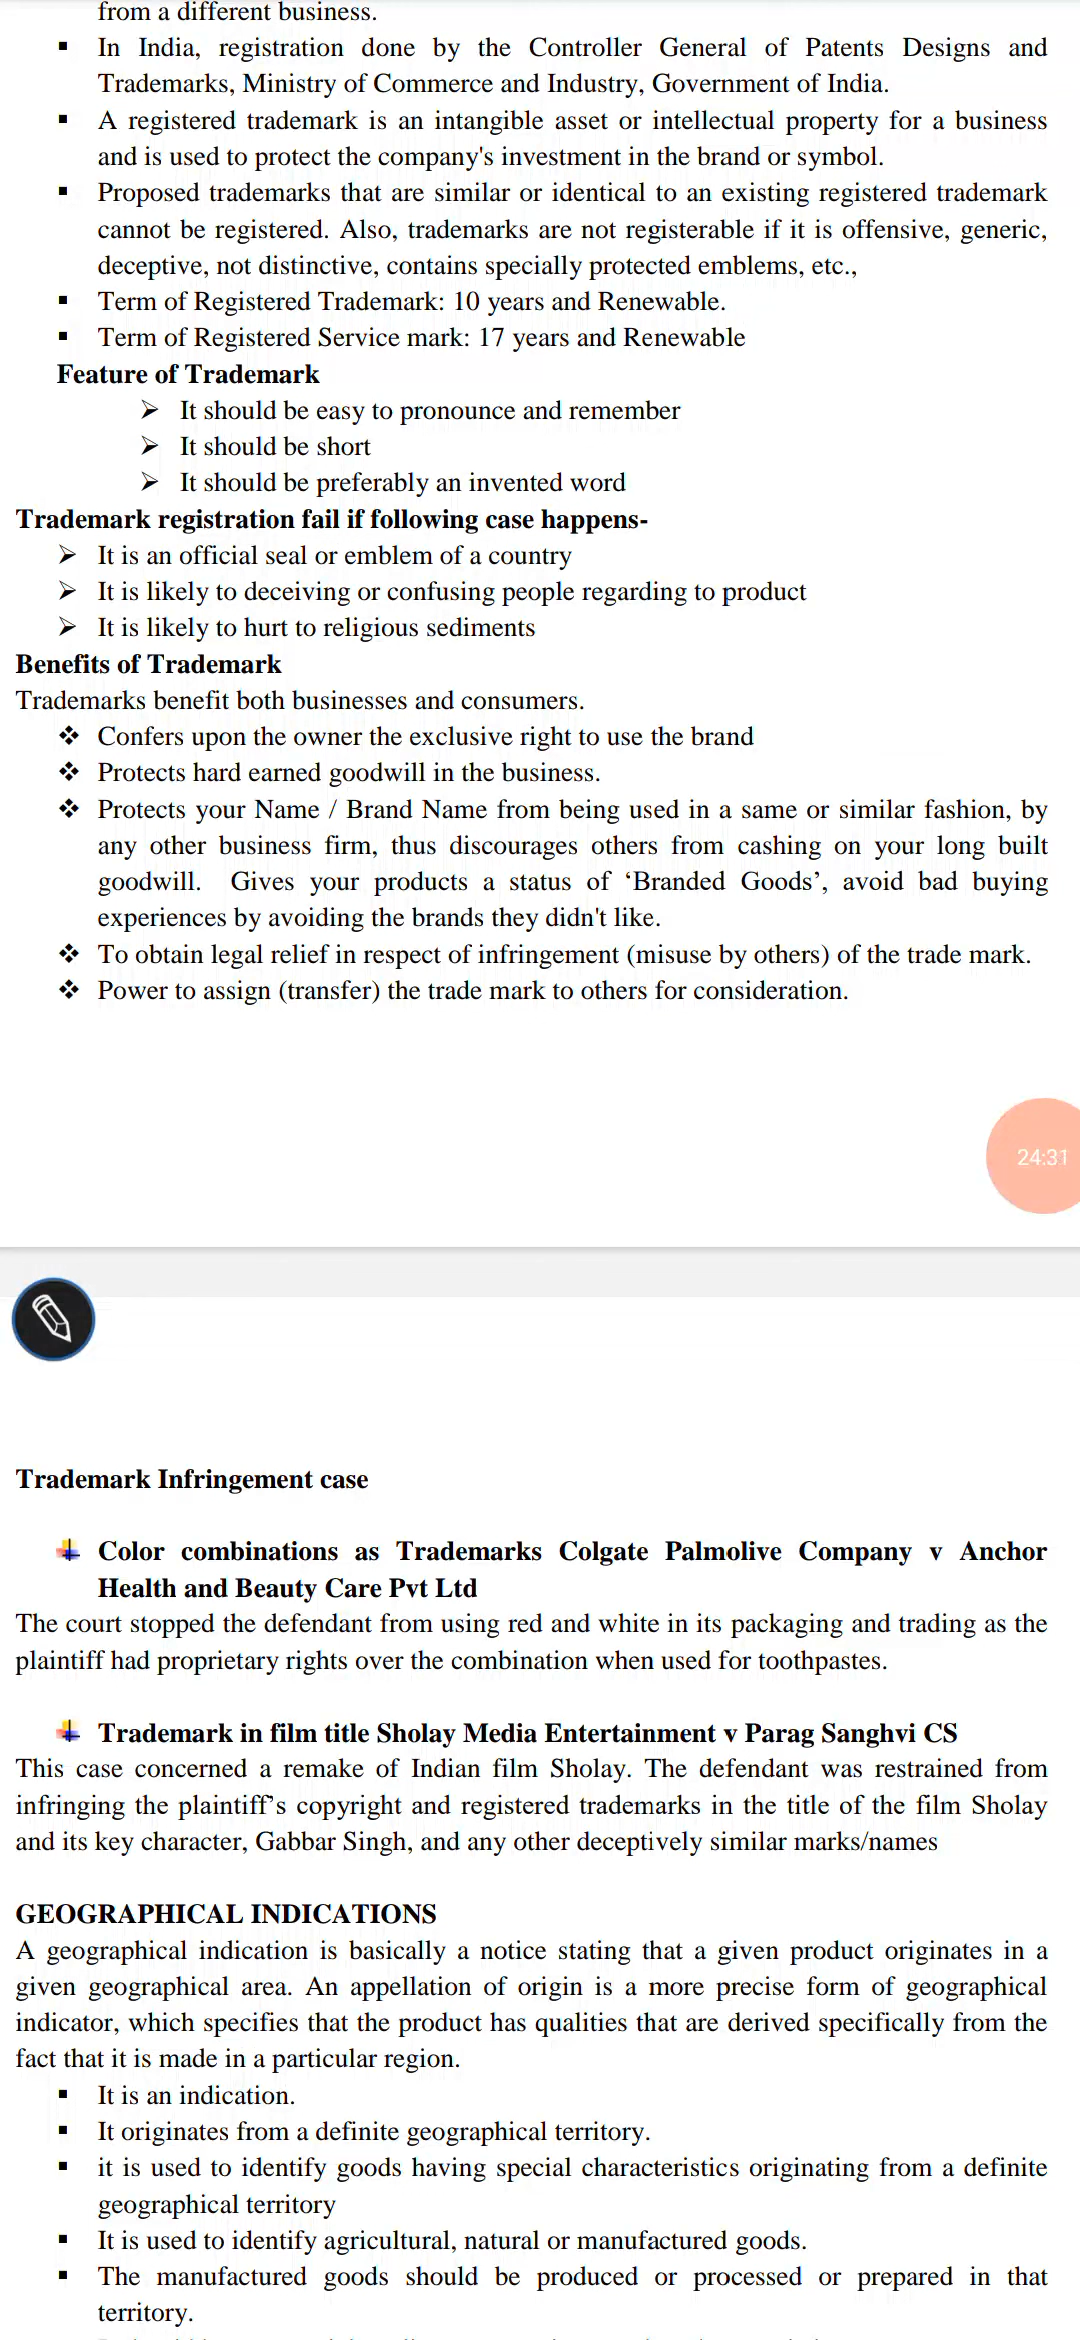 from a different business.
▪ In India, registration done by the Controller General of Patents Designs and
Trademarks, Ministry of Commerce and Industry, Government of India.
▪ A registered trademark is an intangible asset or intellectual property for a business
and is used to protect the company's investment in the brand or symbol.
▪ Proposed trademarks that are similar or identical to an existing registered trademark
cannot be registered. Also, trademarks are not registerable if it is offensive, generic,
deceptive, not distinctive, contains specially protected emblems, etc.,
▪ Term of Registered Trademark: 10 years and Renewable.
▪ Term of Registered Service mark: 17 years and Renewable
Feature of Trademark
➢ It should be easy to pronounce and remember
➢ It should be short
➢ It should be preferably an invented word
Trademark registration fail if following case happens-
➢ It is an official seal or emblem of a country
➢ It is likely to deceiving or confusing people regarding to product
➢ It is likely to hurt to religious sediments
Benefits of Trademark
Trademarks benefit both businesses and consumers.
❖ Confers upon the owner the exclusive right to use the brand
❖ Protects hard earned goodwill in the business.
❖ Protects your Name / Brand Name from being used in a same or similar fashion, by
any other business firm, thus discourages others from cashing on your long built
goodwill. Gives your products a status of ‘Branded Goods’, avoid bad buying
experiences by avoiding the brands they didn't like.
❖ To obtain legal relief in respect of infringement (misuse by others) of the trade mark.
❖ Power to assign (transfer) the trade mark to others for consideration.
24:31
Trademark Infringement case
Color combinations as Trademarks Colgate Palmolive Company v Anchor
Health and Beauty Care Pvt Ltd
The court stopped the defendant from using red and white in its packaging and trading as the
plaintiff had proprietary rights over the combination when used for toothpastes.
Trademark in film title Sholay Media Entertainment v Parag Sanghvi CS
This case concerned a remake of Indian film Sholay. The defendant was restrained from
infringing the plaintiff’s copyright and registered trademarks in the title of the film Sholay
and its key character, Gabbar Singh, and any other deceptively similar marks/names
GEOGRAPHICAL INDICATIONS
A geographical indication is basically a notice stating that a given product originates in a
given geographical area. An appellation of origin is a more precise form of geographical
indicator, which specifies that the product has qualities that are derived specifically from the
fact that it is made in a particular region.
▪ It is an indication.
▪ It originates from a definite geographical territory.
▪ it is used to identify goods having special characteristics originating from a definite
geographical territory
▪ It is used to identify agricultural, natural or manufactured goods.
▪ The manufactured goods should be produced or processed or prepared in that
territory.